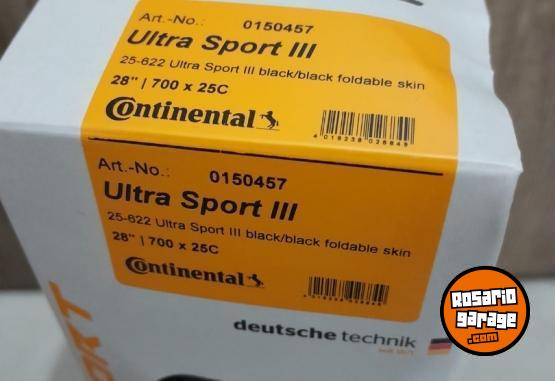 Art.-No.: 0150457
Ultra Sport III
25-622 Ultra Sport III black/black foldable skin
28" | 700 x 25C
Continental
Art.-No.: 0150457
Ultra Sport III
25-622 Ultra Sport III black/black foldable skin
28" | 700 x 25C
Continental
deutsche technik
Rosario
garage
.com